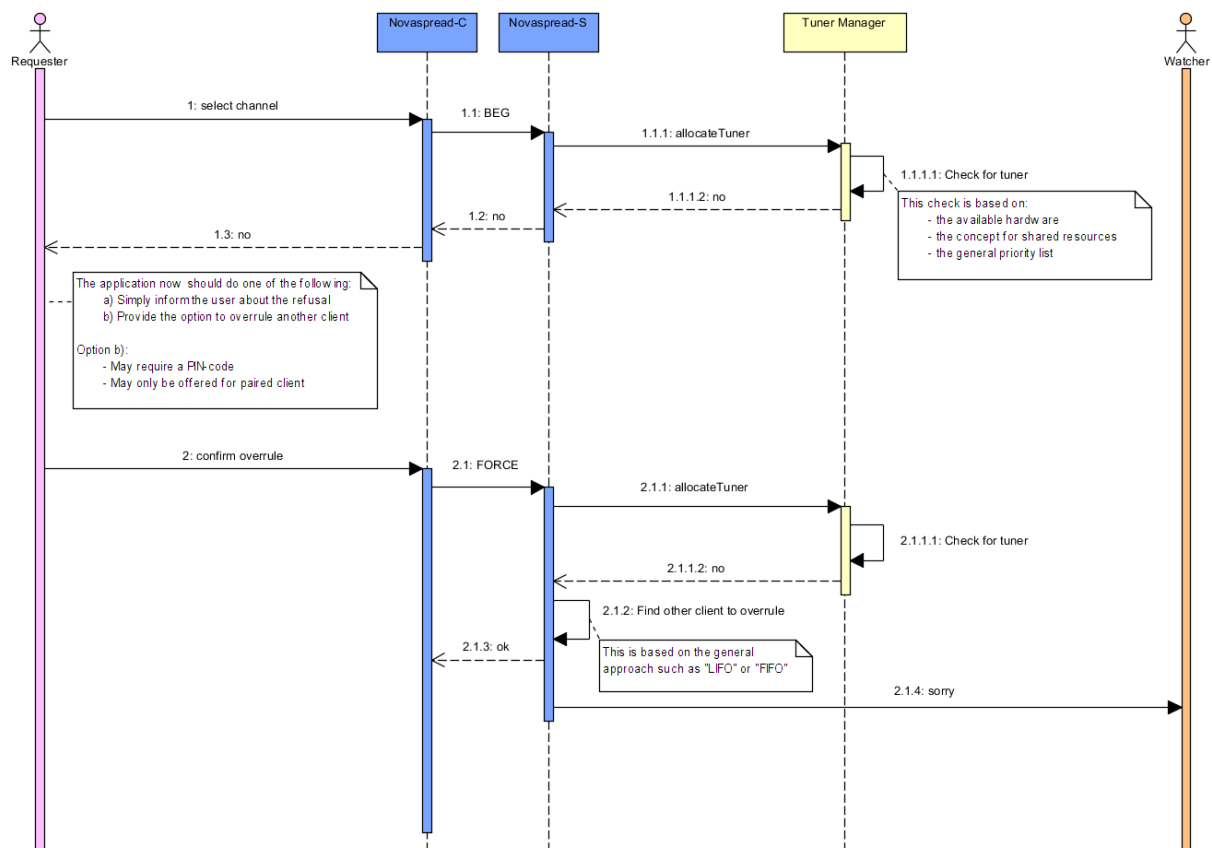 Novaspread-C
Novaspread-S
Tuner Manager
Requester
Watcher
1: select channel
1.1: BEG
1.1.1: allocateTuner
1.1.1.1: Check for tuner
1.1.1.2: no
1.2: no
1.3: no
This check is based on:
- the available hardware
- the concept for shared resources
- the general priority list
The application now should do one of the following:
a) Simply inform the user about the refusal
b) Provide the option to overrule another client
Option b):
- May require a PIN-code
- May only be offered for paired client
2: confirm overrule
2.1: FORCE
2.1.1: allocateTuner
2.1.1.1: Check for tuner
2.1.1.2: no
2.1.2: Find other client to overrule
2.1.3: ok
This is based on the general
approach such as "LIFO" or "FIFO"
2.1.4: sorry